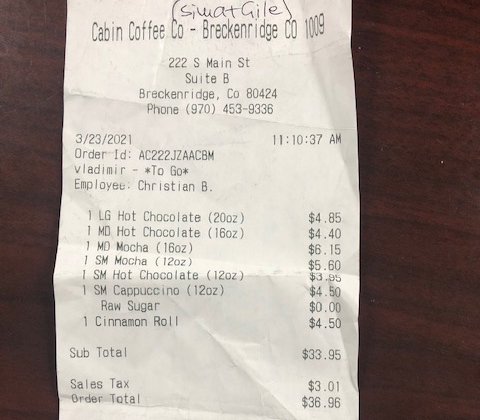 (simatGile)
Cabin Coffee Co - Breckenridge CO 1009
222 S Main St
Suite B
Breckenridge, Co 80424
Phone (970) 453-9336
3/23/2021 11:10:37 AM
Order Id: AC222JZAACBM
vladimir - *To Go*
Employee: Christian B.
1 LG Hot Chocolate (20oz) $4.85
1 MD Hot Chocolate (16oz) $4.40
1 MD Mocha (16oz) $6.15
1 SM Mocha (12oz) $5.60
1 SM Hot Chocolate (12oz) $3.95
1 SM Cappuccino (12oz) $4.50
Raw Sugar $0.00
1 Cinnamon Roll $4.50
Sub Total $33.95
Sales Tax $3.01
Order Total $36.96